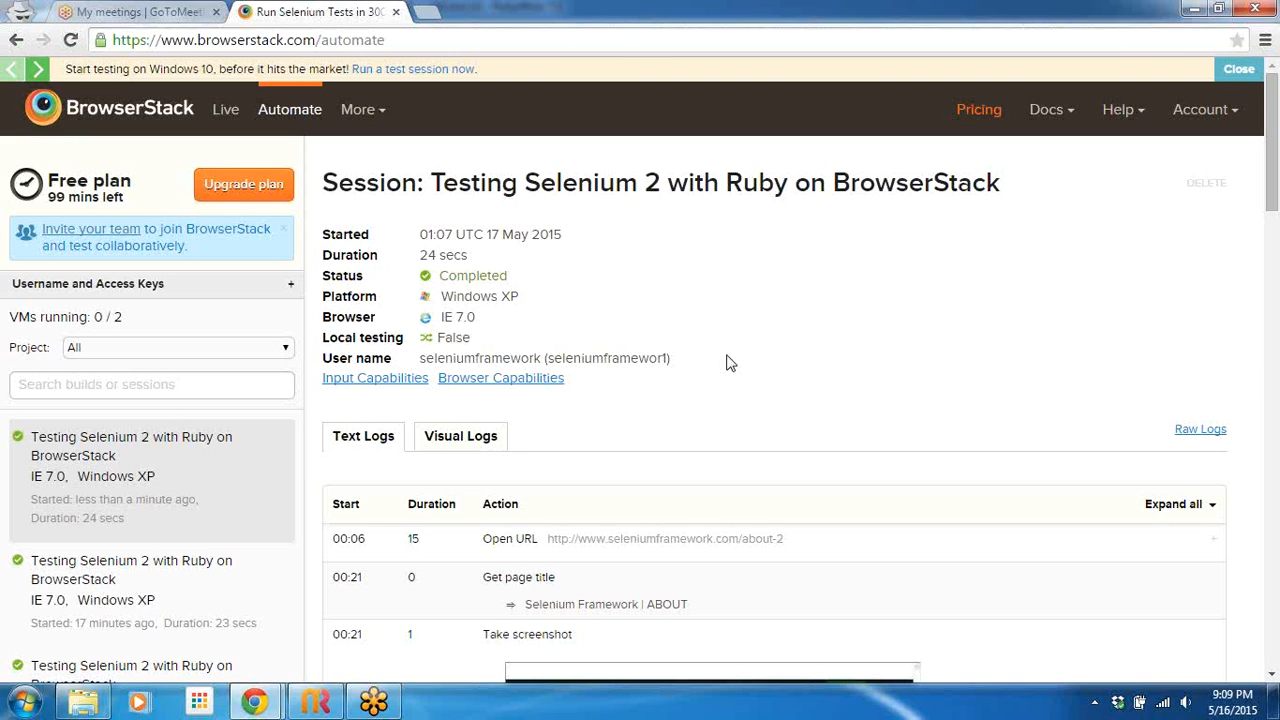 My meetings | GoToMeeti
Run Selenium Tests in 300
https://www.browserstack.com/automate
Start testing on Windows 10, before it hits the market! Run a test session now.
Close
BrowserStack
Live
Automate
More
Pricing
Docs
Help
Account
Free plan
99 mins left
Upgrade plan
Invite your team to join BrowserStack
and test collaboratively.
Username and Access Keys
+
VMs running: 0 / 2
Project:
All
Search builds or sessions
Testing Selenium 2 with Ruby on
BrowserStack
IE 7.0, Windows XP
Started: less than a minute ago,
Duration: 24 secs
Testing Selenium 2 with Ruby on
BrowserStack
IE 7.0, Windows XP
Started: 17 minutes ago, Duration: 23 secs
Testing Selenium 2 with Ruby on
Session: Testing Selenium 2 with Ruby on BrowserStack
DELETE
Started 01:07 UTC 17 May 2015
Duration 24 secs
Status Completed
Platform Windows XP
Browser IE 7.0
Local testing False
User name seleniumframework (seleniumframewor1)
Input Capabilities Browser Capabilities
Text Logs
Visual Logs
Raw Logs
Start Duration Action Expand all
00:06 15 Open URL http://www.seleniumframework.com/about-2 +
00:21 0 Get page title
⇒ Selenium Framework | ABOUT
00:21 1 Take screenshot
9:09 PM
5/16/2015